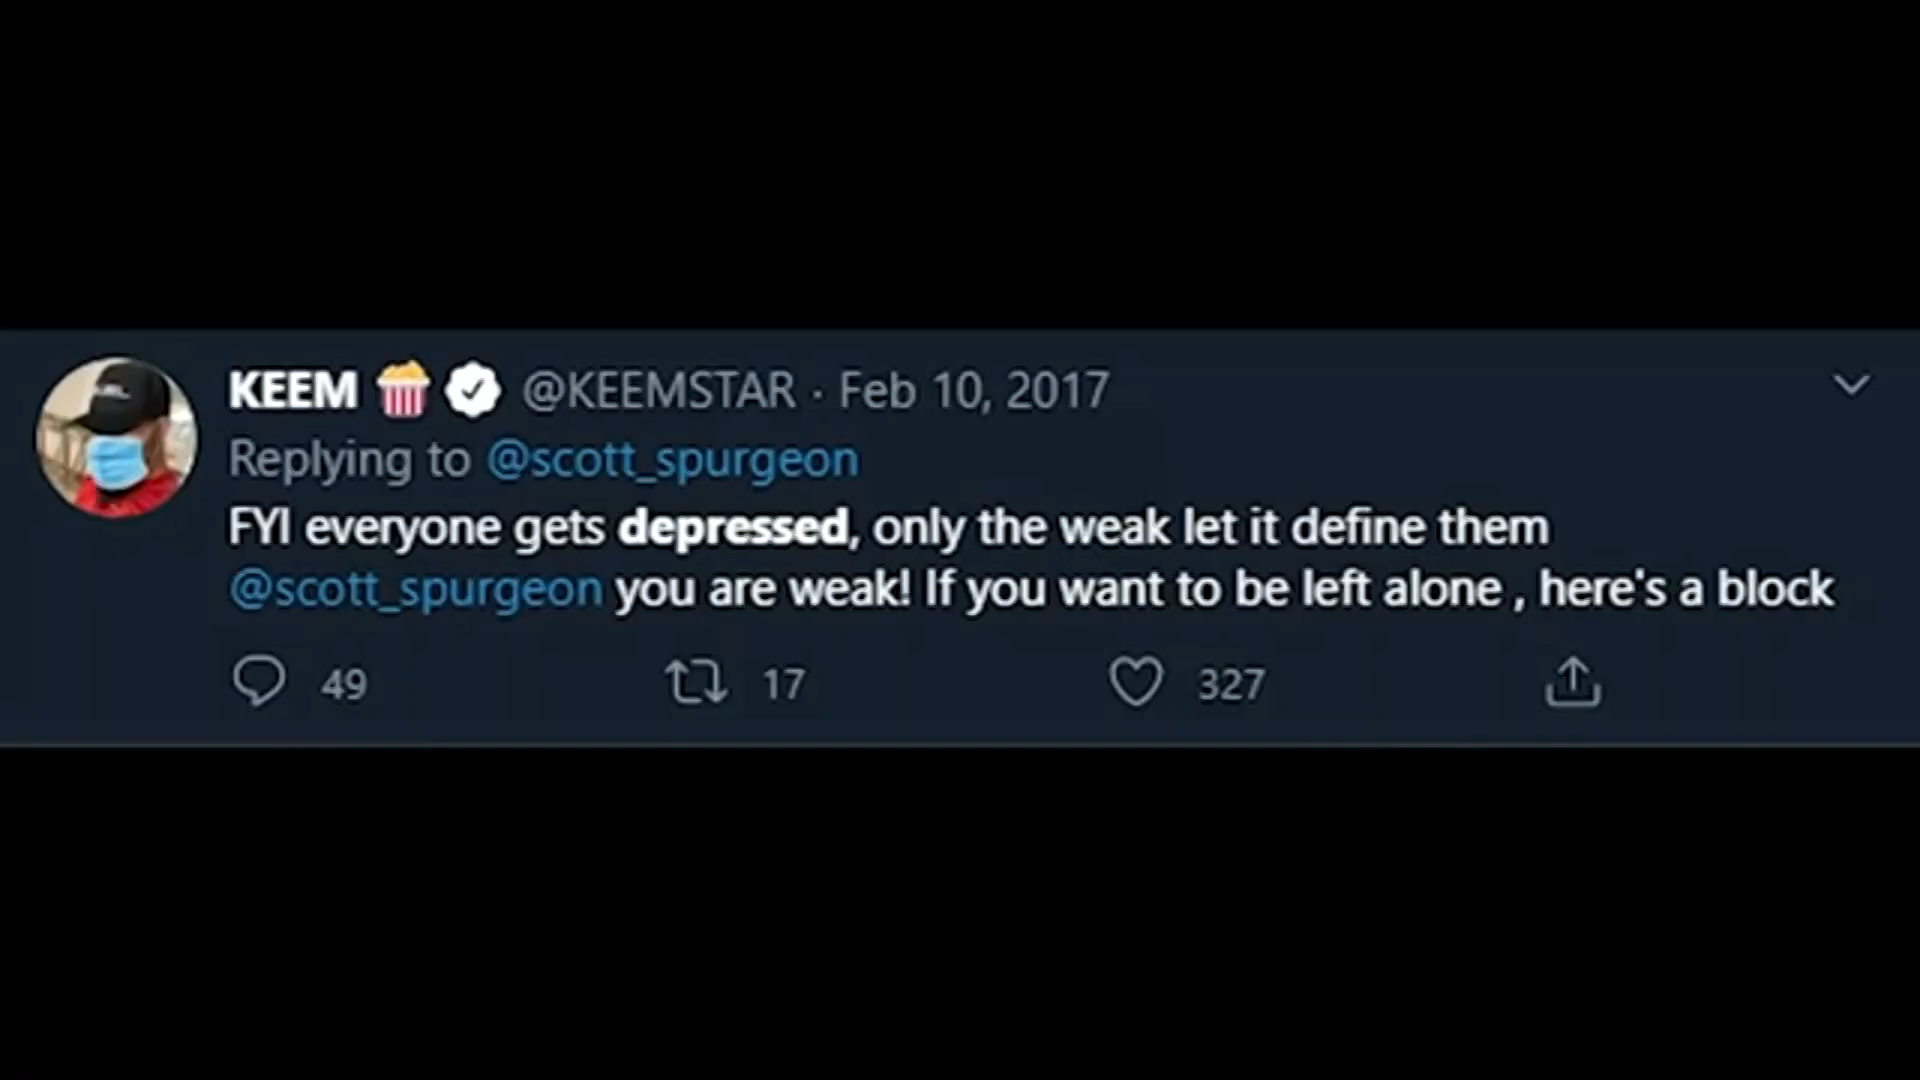 KEEM 🍿 @KEEMSTAR · Feb 10, 2017
Replying to @scott_spurgeon
FYI everyone gets depressed, only the weak let it define them
@scott_spurgeon you are weak! If you want to be left alone , here's a block
49 17 327